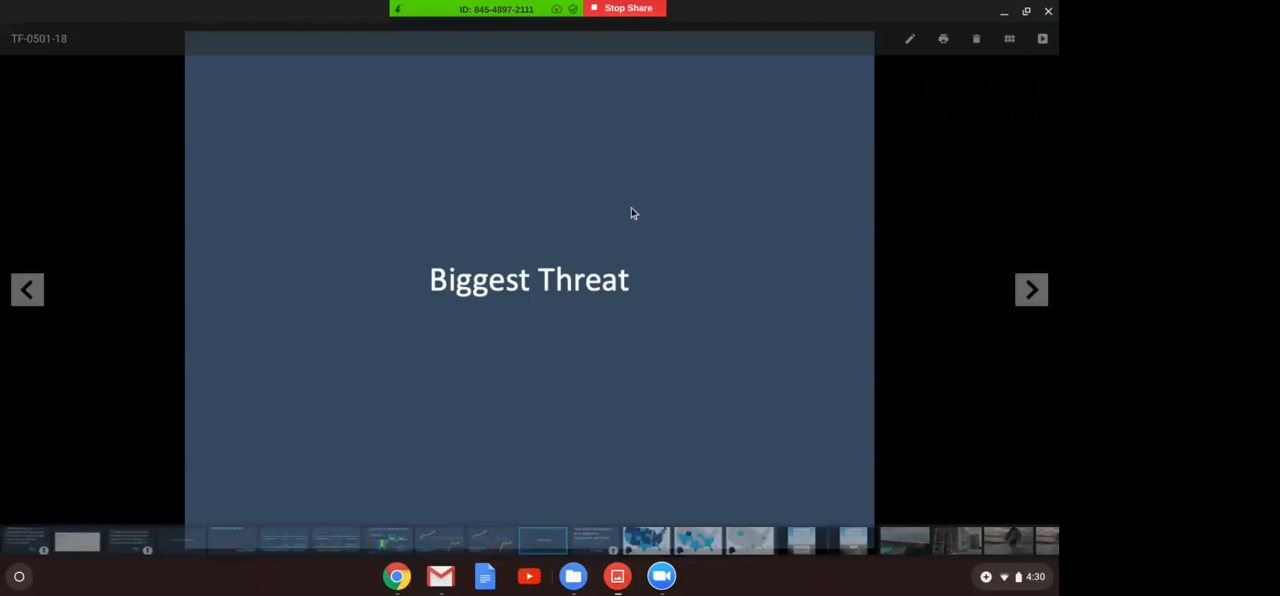 ID: 845-4897-2111
Stop Share
TF-0501-18
Biggest Threat
4:30